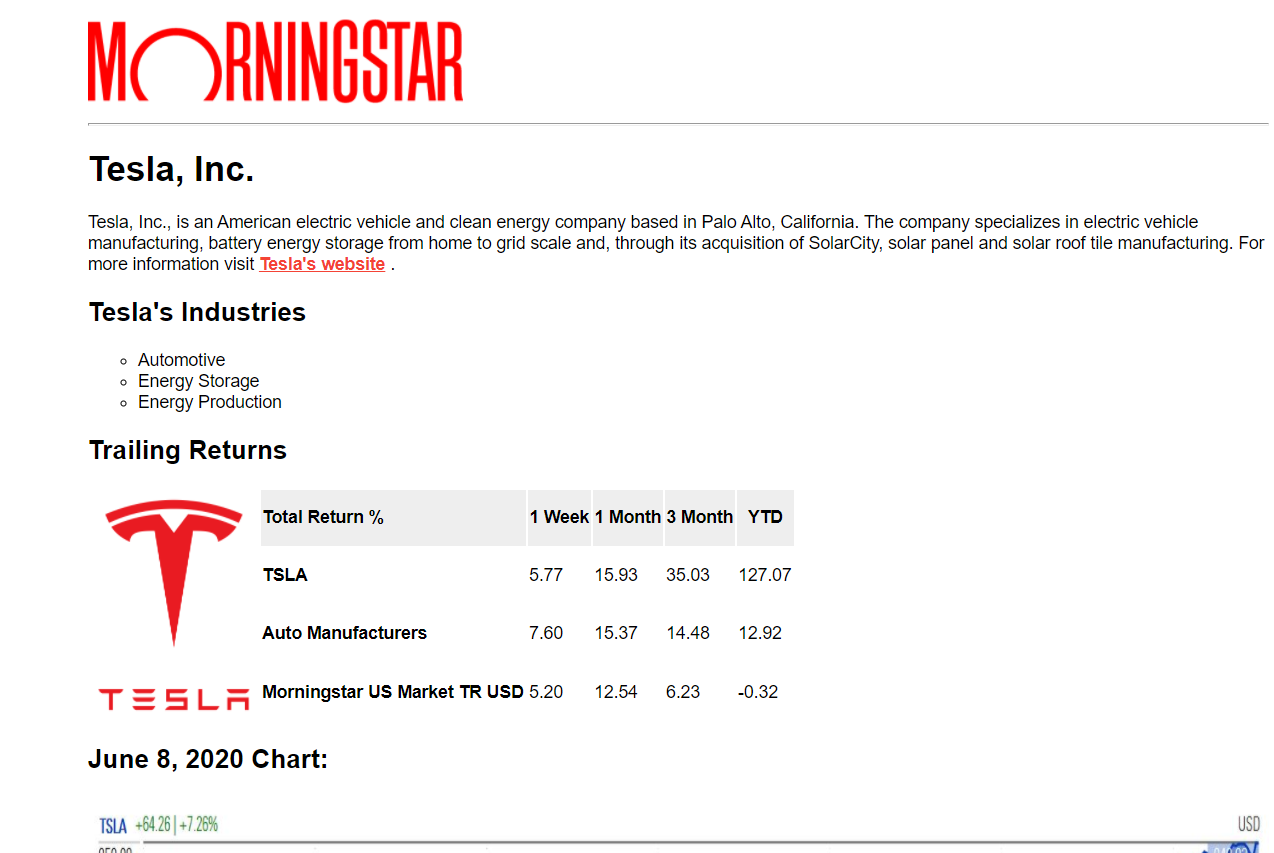 MORNINGSTAR
Tesla, Inc.
Tesla, Inc., is an American electric vehicle and clean energy company based in Palo Alto, California. The company specializes in electric vehicle
manufacturing, battery energy storage from home to grid scale and, through its acquisition of SolarCity, solar panel and solar roof tile manufacturing. For
more information visit Tesla's website .
Tesla's Industries
Automotive
Energy Storage
Energy Production
Trailing Returns
Total Return % 1 Week 1 Month 3 Month YTD
TSLA 5.77 15.93 35.03 127.07
Auto Manufacturers 7.60 15.37 14.48 12.92
TESLA Morningstar US Market TR USD 5.20 12.54 6.23 -0.32
June 8, 2020 Chart:
TSLA +64.26 | +7.26% USD